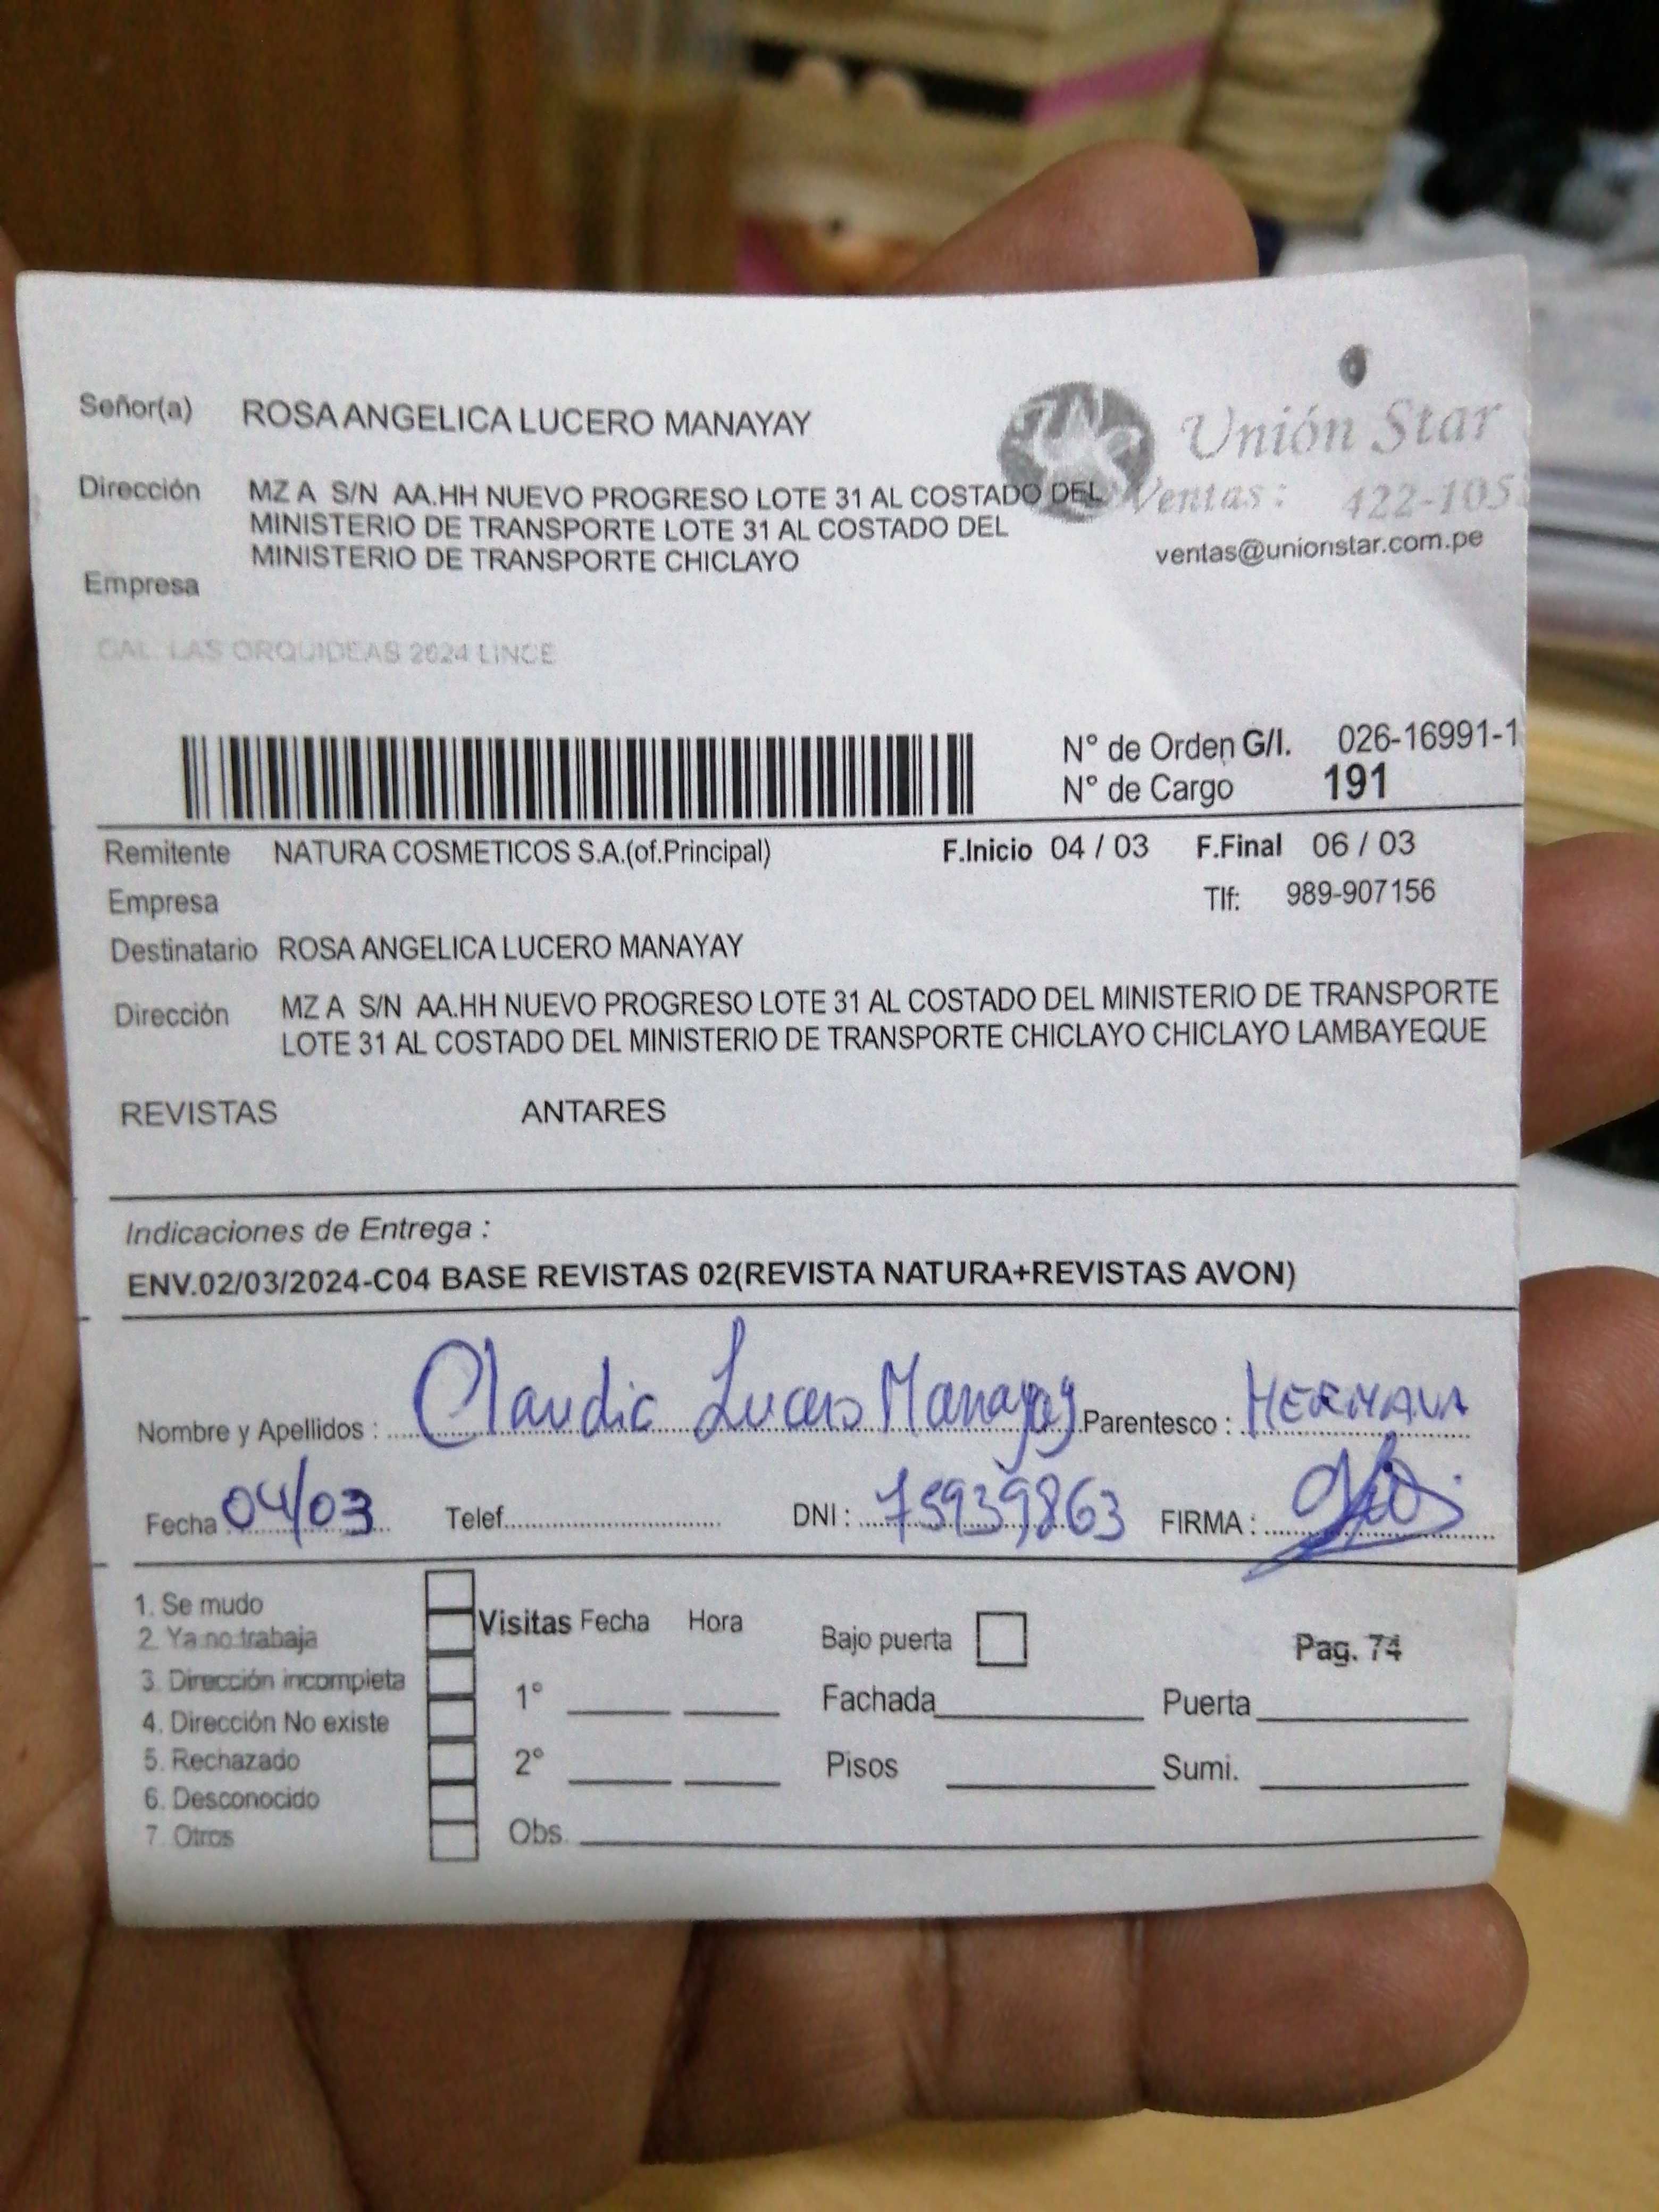 Señor(a) ROSA ANGELICA LUCERO MANAYAY
Unión Star
Dirección MZ A S/N AA.HH NUEVO PROGRESO LOTE 31 AL COSTADO DEL
MINISTERIO DE TRANSPORTE LOTE 31 AL COSTADO DEL
MINISTERIO DE TRANSPORTE CHICLAYO
Ventas: 422-105
ventas@unionstar.com.pe
Empresa
CAL. LAS ORQUIDEAS 2624 LINCE
N° de Orden G/I. 026-16991-1
N° de Cargo 191
Remitente NATURA COSMETICOS S.A.(of.Principal) F.Inicio 04 / 03 F.Final 06 / 03
Empresa Tlf: 989-907156
Destinatario ROSA ANGELICA LUCERO MANAYAY
Dirección MZ A S/N AA.HH NUEVO PROGRESO LOTE 31 AL COSTADO DEL MINISTERIO DE TRANSPORTE
LOTE 31 AL COSTADO DEL MINISTERIO DE TRANSPORTE CHICLAYO CHICLAYO LAMBAYEQUE
REVISTAS ANTARES
Indicaciones de Entrega :
ENV.02/03/2024-C04 BASE REVISTAS 02(REVISTA NATURA+REVISTAS AVON)
Nombre y Apellidos : Claudia Lucero Manayay Parentesco : HERMANA
Fecha 04/03 Telef. DNI : 75939863 FIRMA :
1. Se mudo
2. Ya no trabaja
3. Dirección incompleta
4. Dirección No existe
5. Rechazado
6. Desconocido
7. Otros
Visitas Fecha Hora
1°
2°
Obs.
Bajo puerta
Pag. 74
Fachada Puerta
Pisos Sumi.